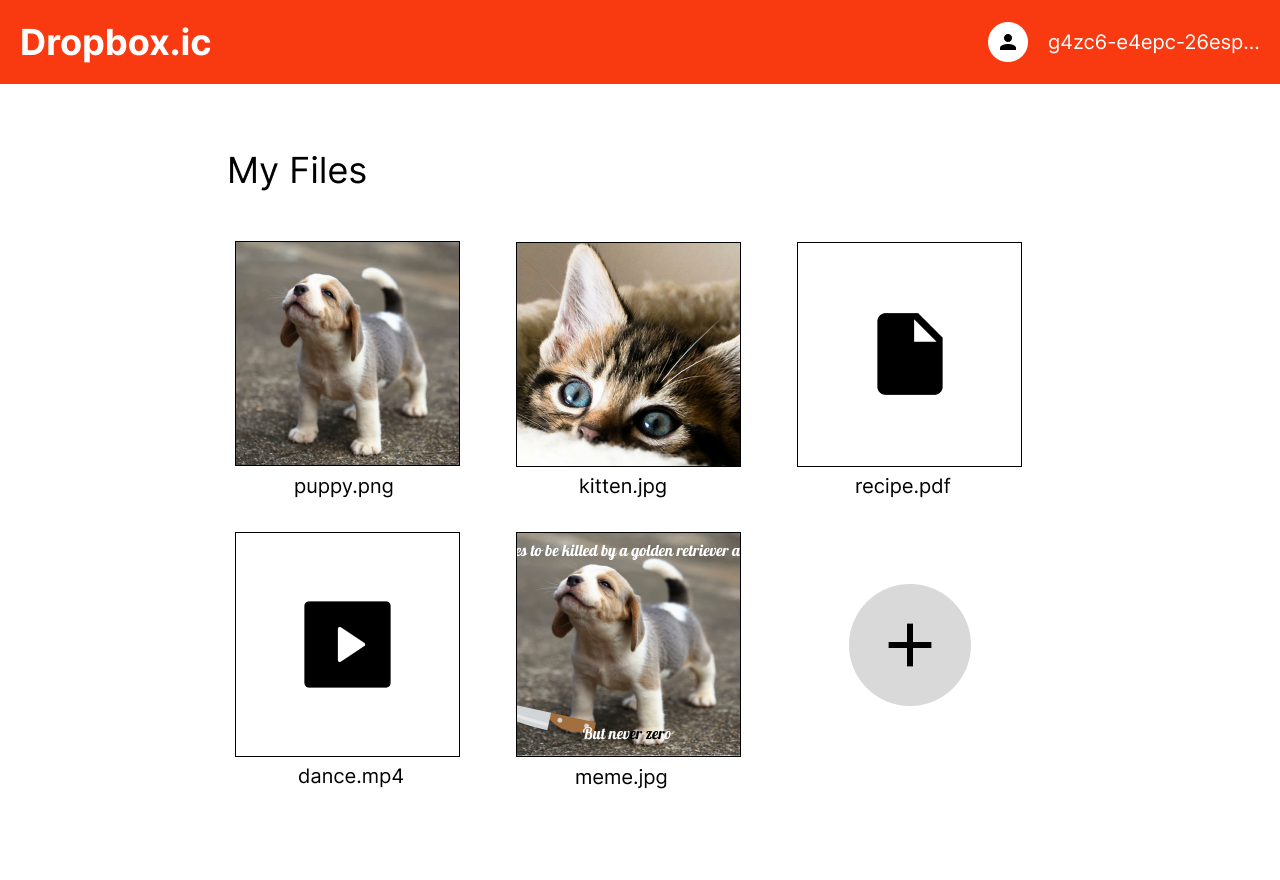 Dropbox.ic
g4zc6-e4epc-26esp...
My Files
puppy.png
kitten.jpg
recipe.pdf
es to be killed by a golden retriever a
But never zero
dance.mp4
meme.jpg